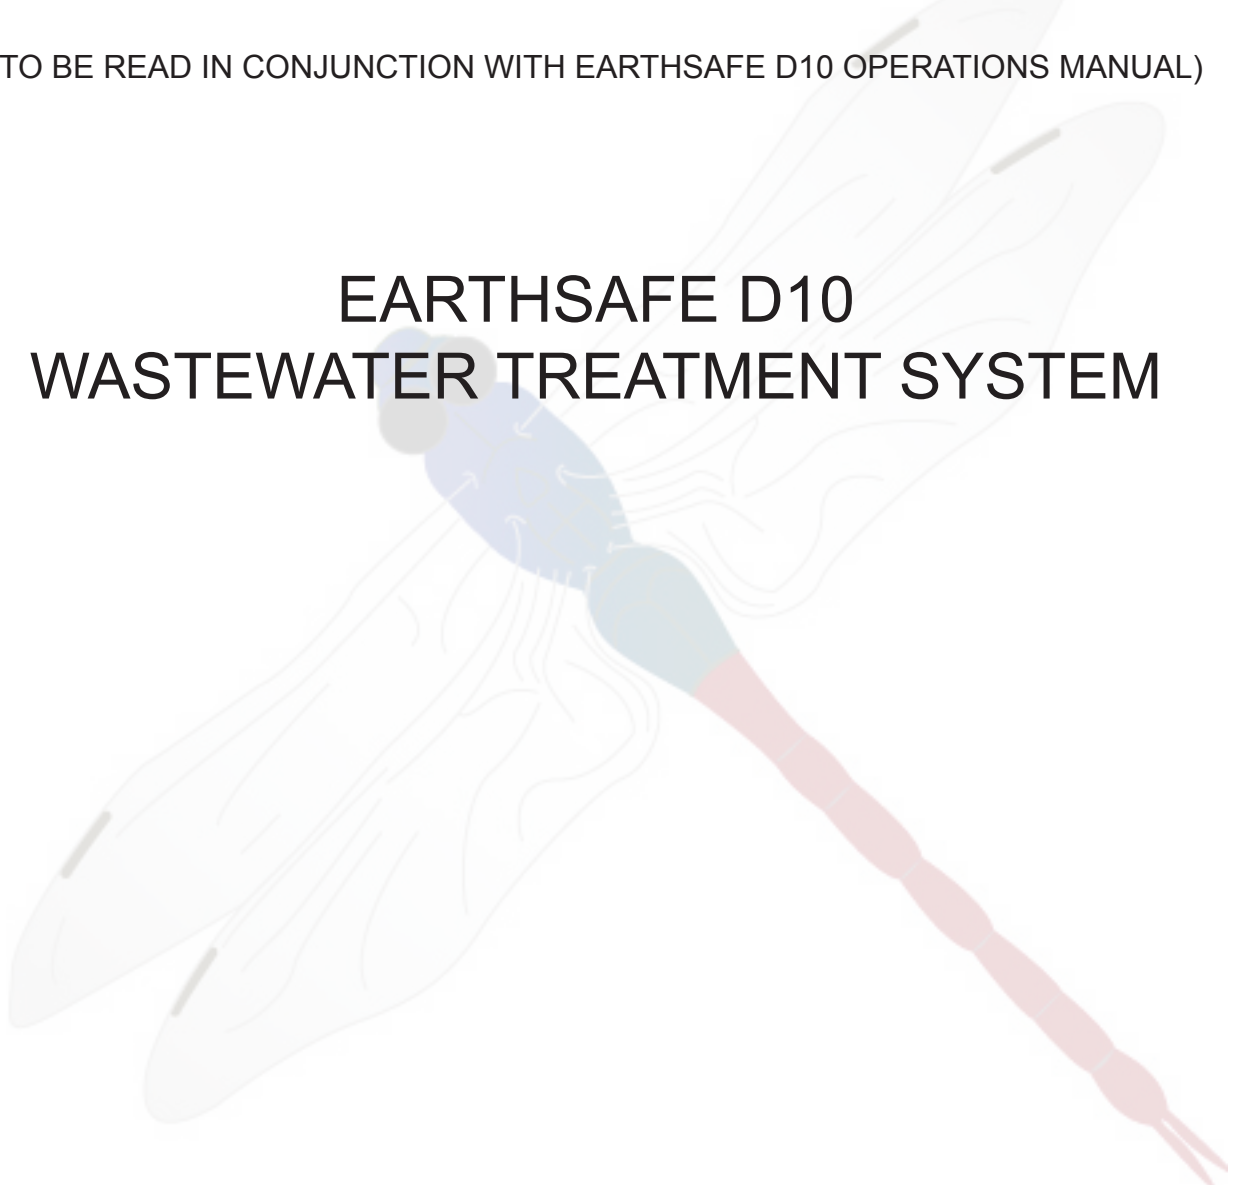 TO BE READ IN CONJUNCTION WITH EARTHSAFE D10 OPERATIONS MANUAL)
EARTHSAFE D10
WASTEWATER TREATMENT SYSTEM